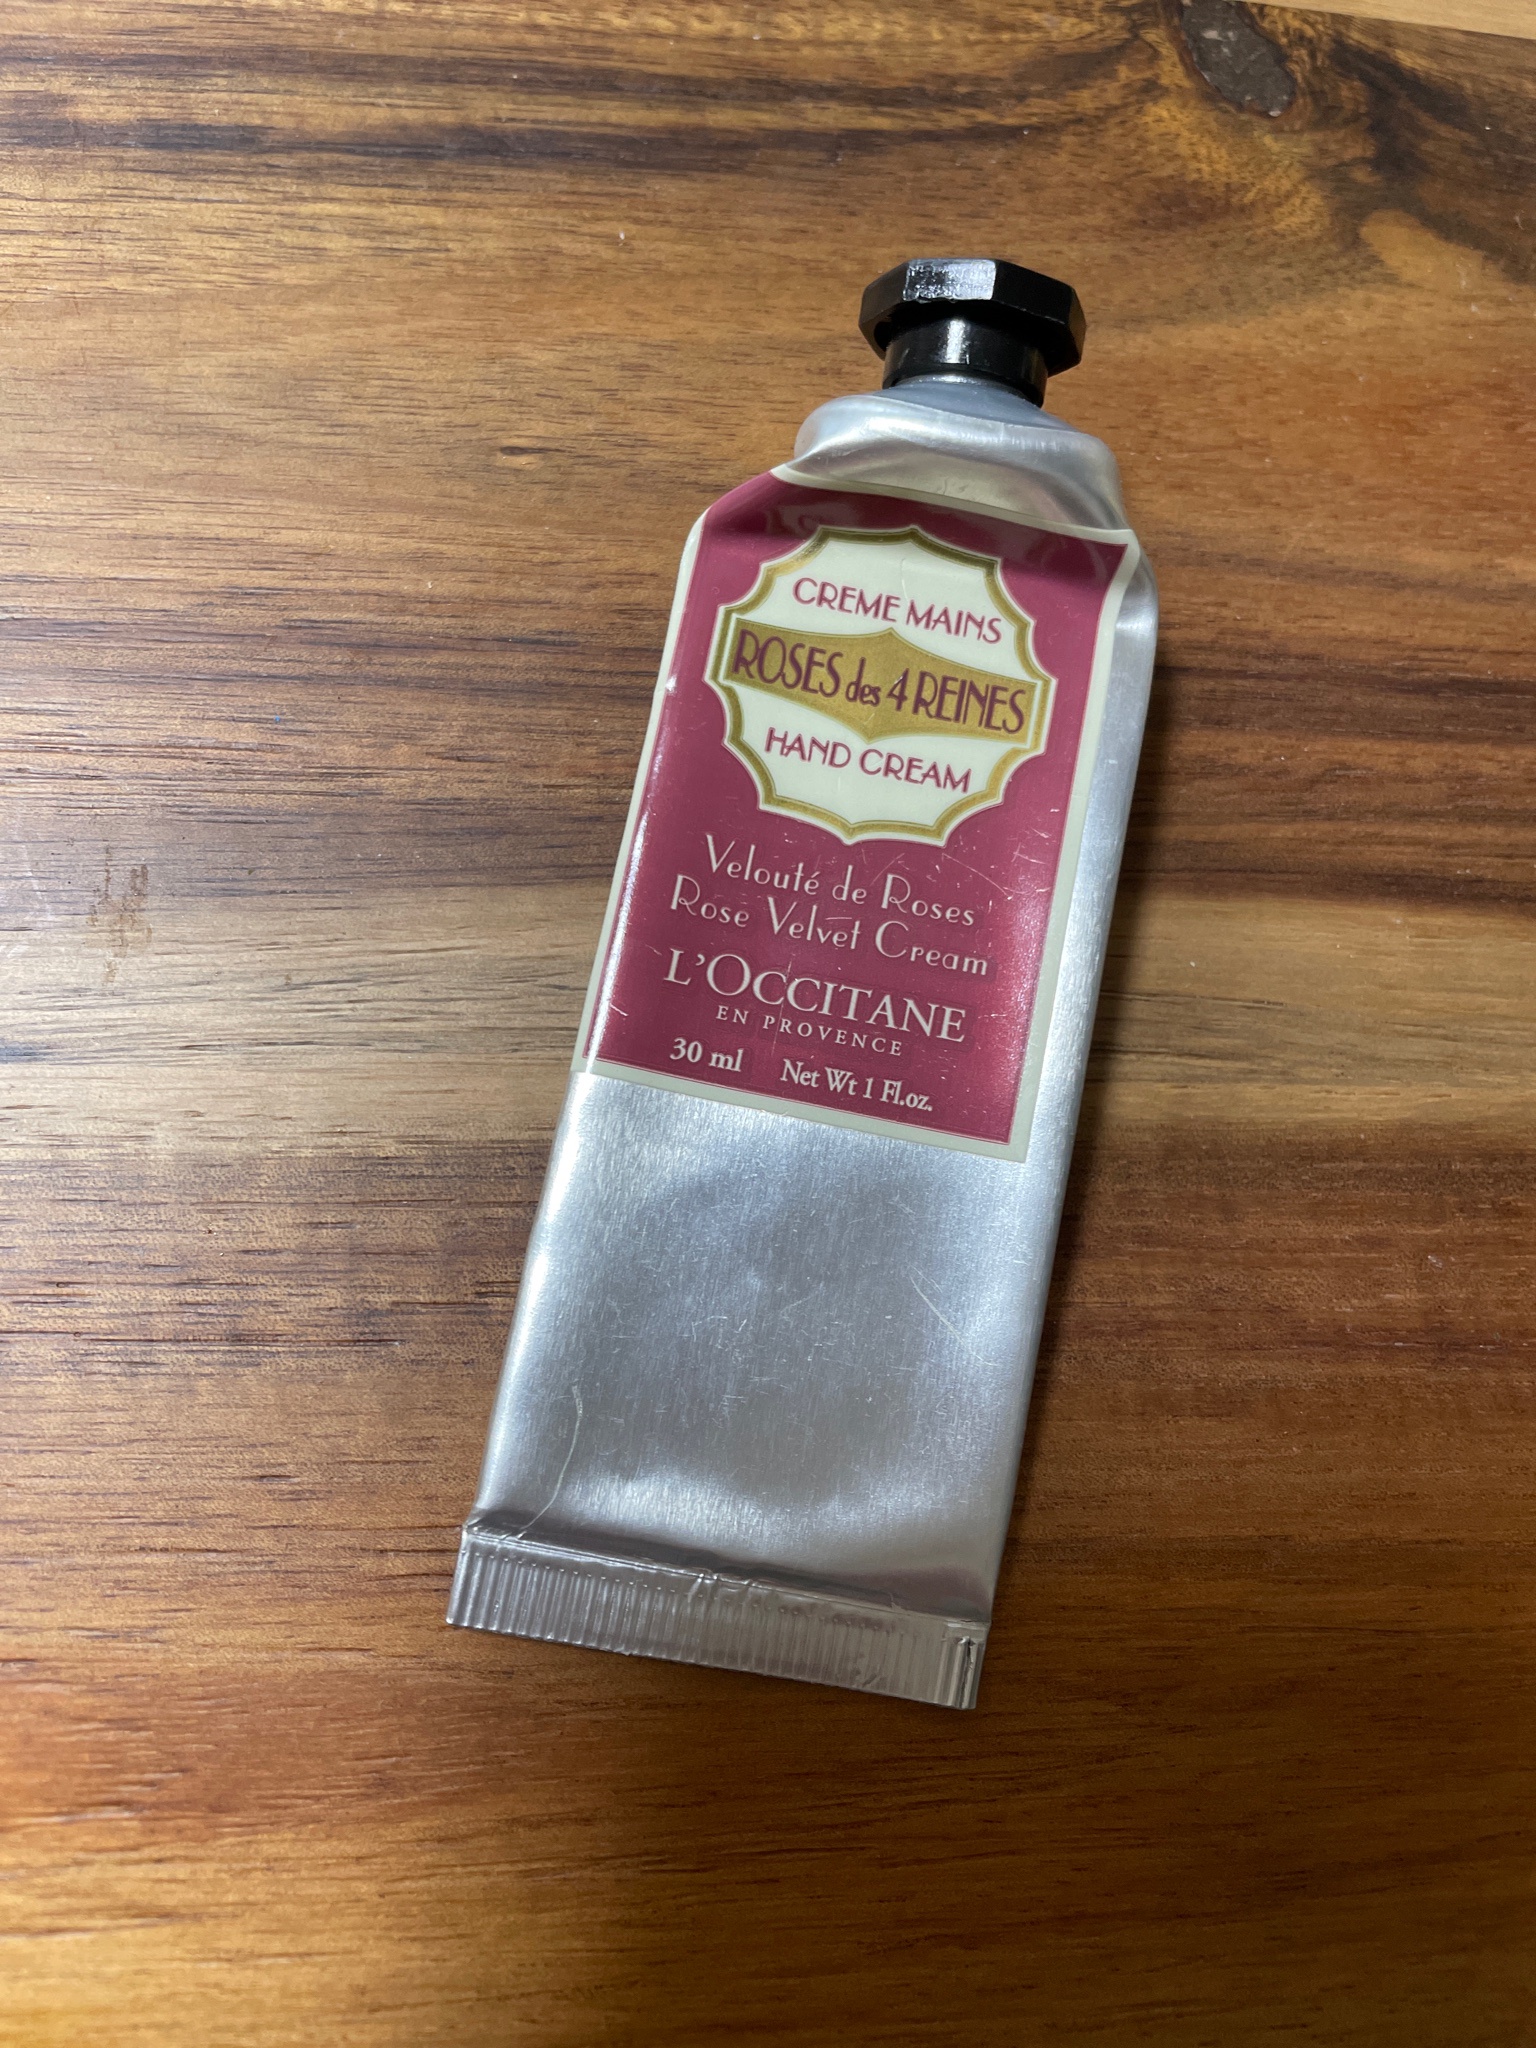 CREME MAINS
ROSES des 4 REINES
HAND CREAM
Velouté de Roses
Rose Velvet Cream
L'OCCITANE
EN PROVENCE
30 ml Net Wt 1 Fl.oz.